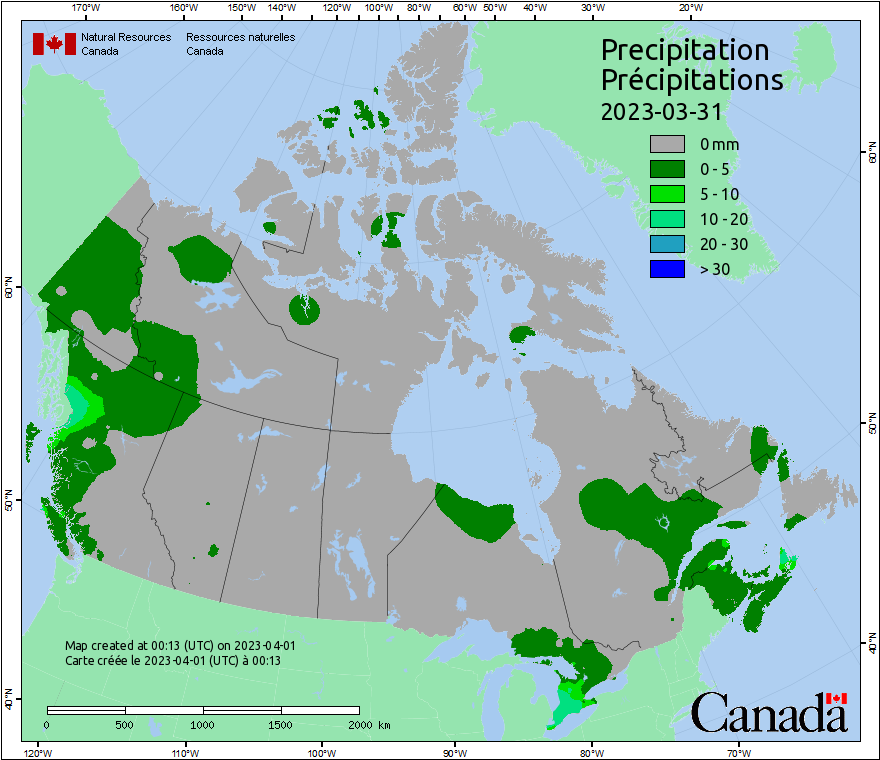 170°W 160°W 150°W 140°W 130°W 120°W 110°W 100°W 90°W 80°W 60°W 50°W 40°W 30°W 20°W
Natural Resources Ressources naturelles
Canada Canada
Precipitation
Précipitations
2023-03-31
0 mm
0 - 5
5 - 10
10 - 20
20 - 30
> 30
60°N
60°N
50°N
50°N
40°N
40°N
Map created at 00:13 (UTC) on 2023-04-01
Carte créée le 2023-04-01 (UTC) à 00:13
0 500 1000 1500 2000 km
Canada
120°W 110°W 100°W 90°W 80°W 70°W